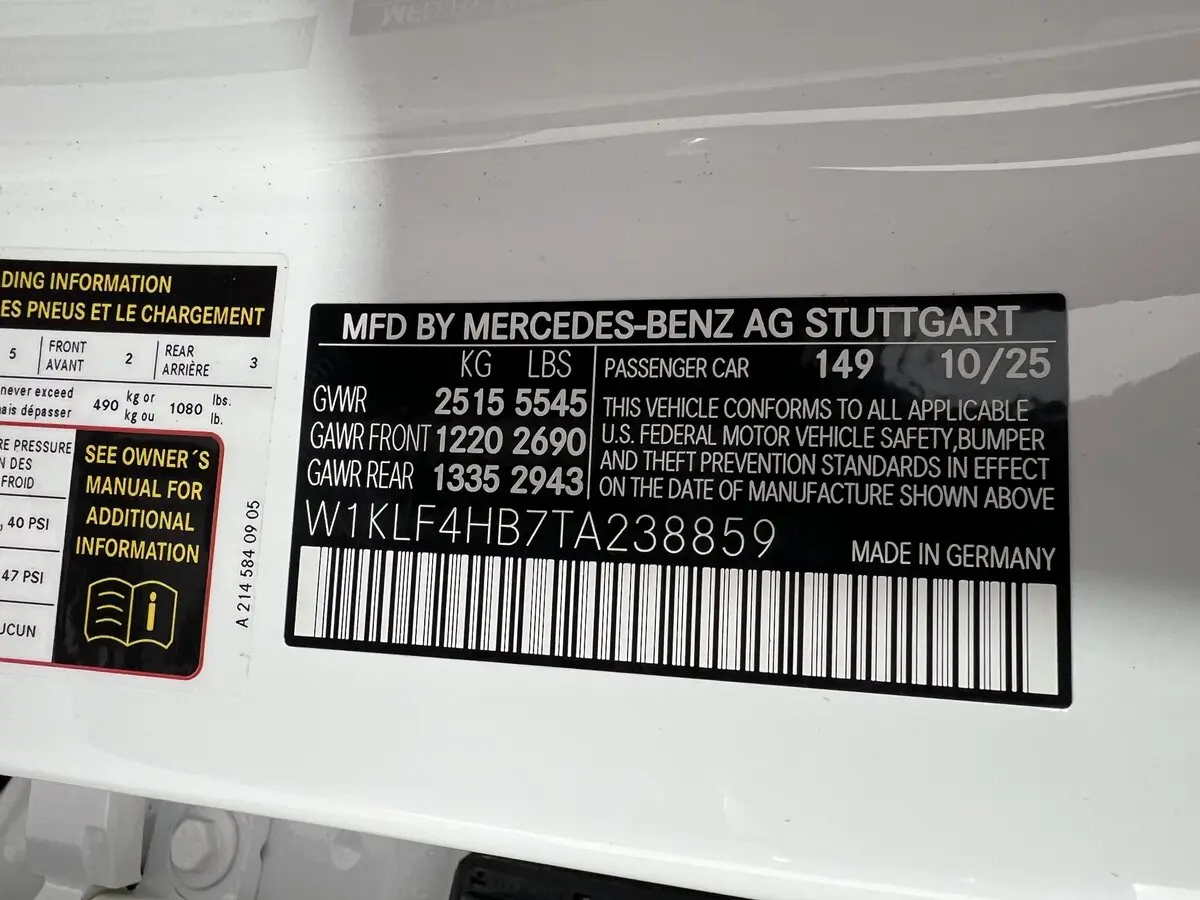 DING INFORMATION
ES PNEUS ET LE CHARGEMENT
5 FRONT AVANT 2 REAR ARRIÈRE 3
never exceed 490 kg or 1080 lbs.
dépasser kg ou lb.
PRESSURE
DES
FROID
, 40 PSI
47 PSI
SEE OWNER´S
MANUAL FOR
ADDITIONAL
INFORMATION
i
A 214 584 09 05
MFD BY MERCEDES-BENZ AG STUTTGART
KG LBS
GVWR 2515 5545
GAWR FRONT 1220 2690
GAWR REAR 1335 2943
PASSENGER CAR 149 10/25
THIS VEHICLE CONFORMS TO ALL APPLICABLE
U.S. FEDERAL MOTOR VEHICLE SAFETY,BUMPER
AND THEFT PREVENTION STANDARDS IN EFFECT
ON THE DATE OF MANUFACTURE SHOWN ABOVE
W1KLF4HB7TA238859
MADE IN GERMANY